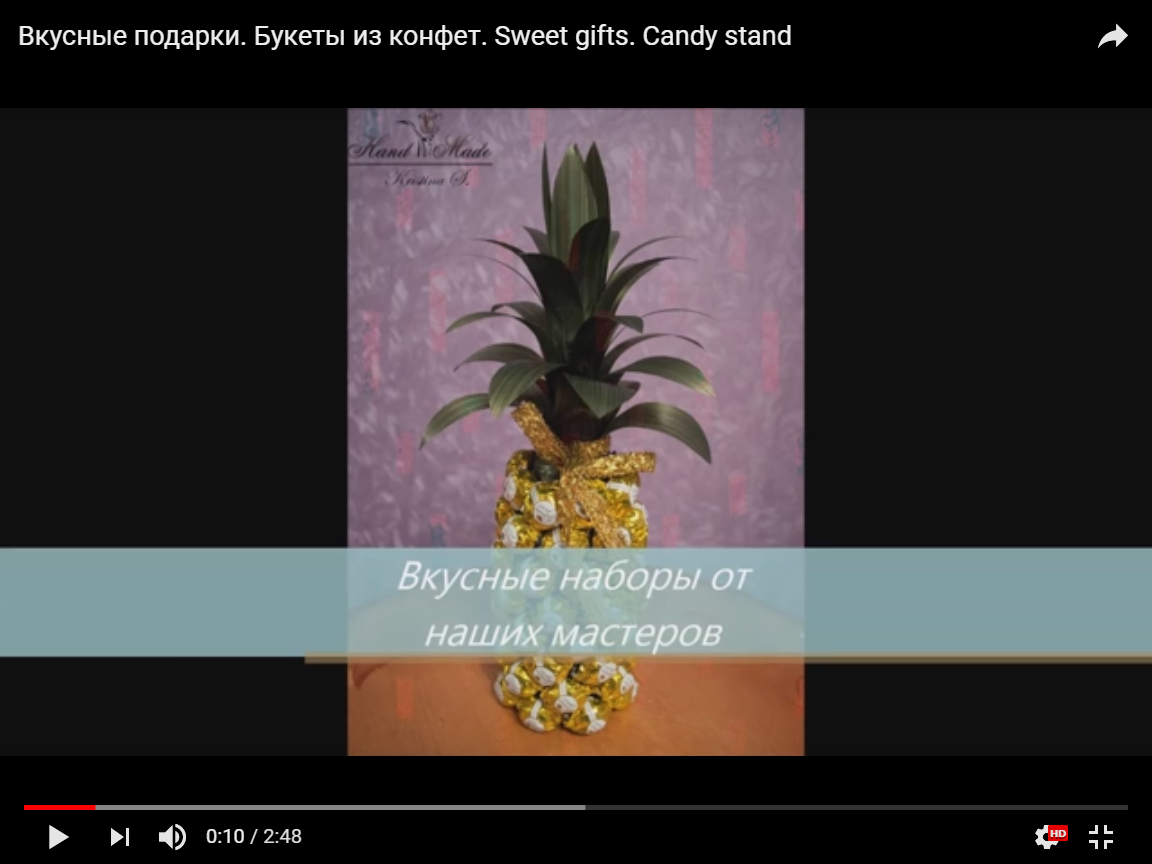 Вкусные подарки. Букеты из конфет. Sweet gifts. Candy stand
Hand Made
Kristina S.
Вкусные наборы от
наших мастеров
0:10 / 2:48
HD